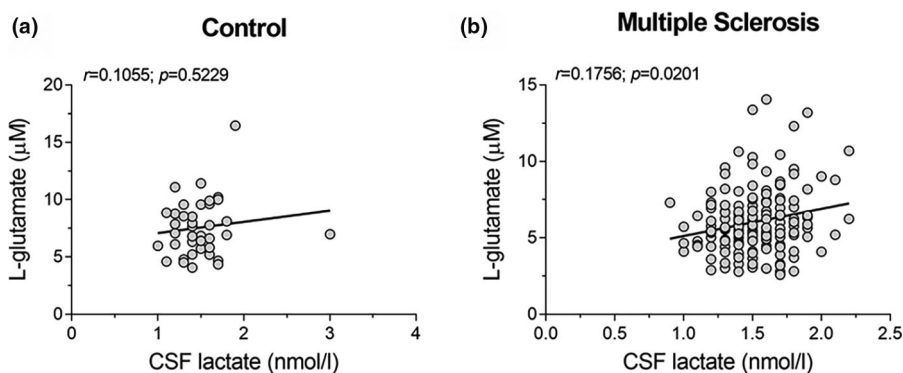 (a)
Control
r=0.1055; p=0.5229
L-glutamate (μM)
20
15
10
5
0
0
1
2
3
4
CSF lactate (nmol/l)
(b)
Multiple Sclerosis
r=0.1756; p=0.0201
L-glutamate (μM)
15
10
5
0
0.0
0.5
1.0
1.5
2.0
2.5
CSF lactate (nmol/l)